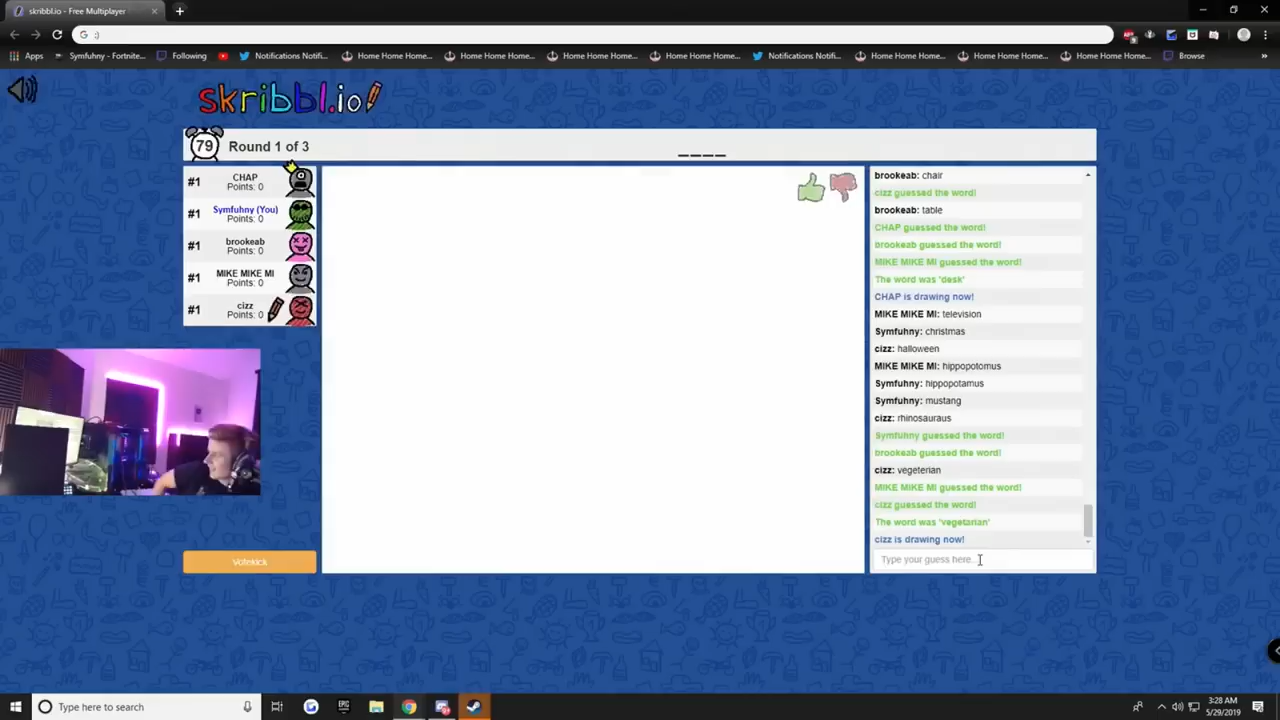 skribbl.io - Free Multiplayer
:)
Apps
Symfuhny - Fortnite...
Following
Notifications Notifi...
Home Home Home...
Home Home Home...
Home Home Home...
Home Home Home...
Notifications Notifi...
Home Home Home...
Home Home Home...
Home Home Home...
Browse
skribbl.io
79
Round 1 of 3
____
#1
CHAP
Points: 0
#1
Symfuhny (You)
Points: 0
#1
brookeab
Points: 0
#1
MIKE MIKE MI
Points: 0
#1
cizz
Points: 0
Votekick
brookeab: chair
cizz guessed the word!
brookeab: table
CHAP guessed the word!
brookeab guessed the word!
MIKE MIKE MI guessed the word!
The word was 'desk'
CHAP is drawing now!
MIKE MIKE MI: television
Symfuhny: christmas
cizz: halloween
MIKE MIKE MI: hippopotomus
Symfuhny: hippopotamus
Symfuhny: mustang
cizz: rhinosauraus
Symfuhny guessed the word!
brookeab guessed the word!
cizz: vegeterian
MIKE MIKE MI guessed the word!
cizz guessed the word!
The word was 'vegetarian'
cizz is drawing now!
Type your guess here...
Type here to search
EPIC
3:28 AM
5/29/2019